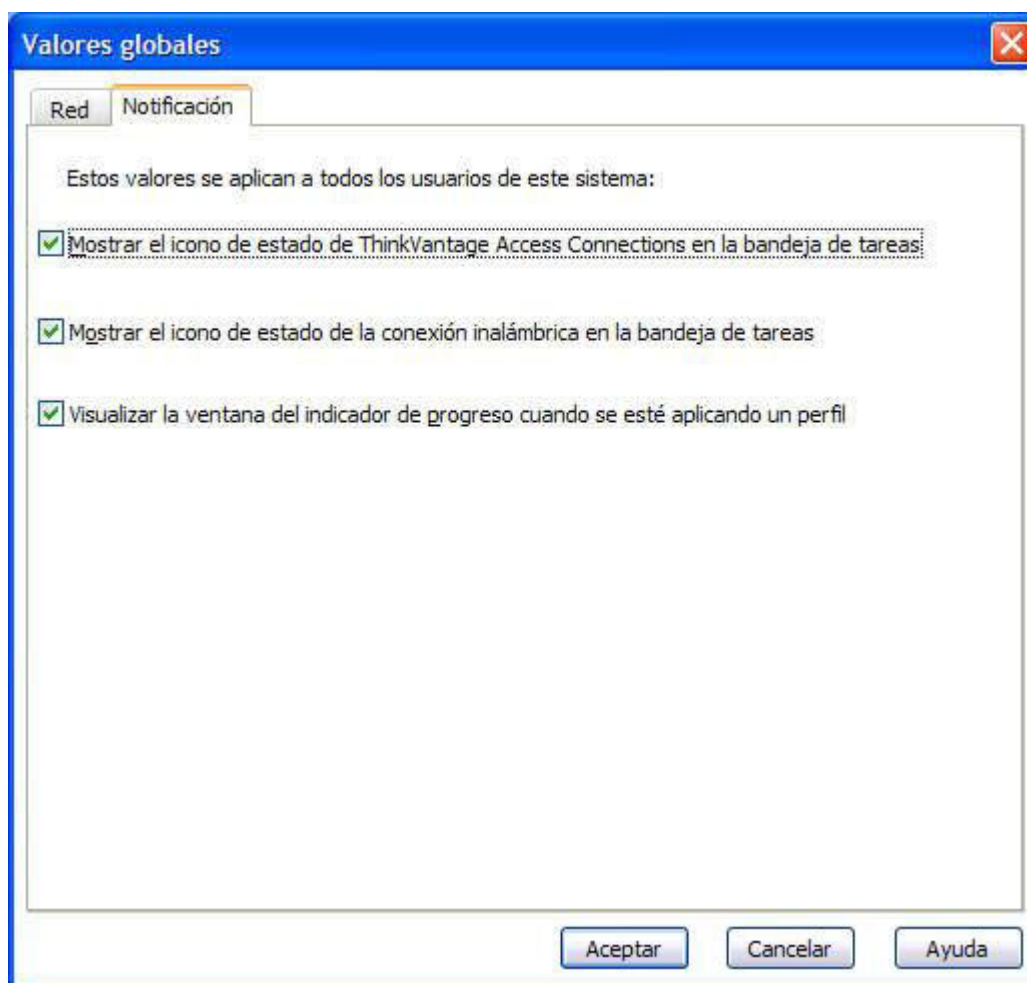 Valores globales
Red
Notificación
Estos valores se aplican a todos los usuarios de este sistema:
Mostrar el icono de estado de ThinkVantage Access Connections en la bandeja de tareas
Mostrar el icono de estado de la conexión inalámbrica en la bandeja de tareas
Visualizar la ventana del indicador de progreso cuando se esté aplicando un perfil
Aceptar
Cancelar
Ayuda